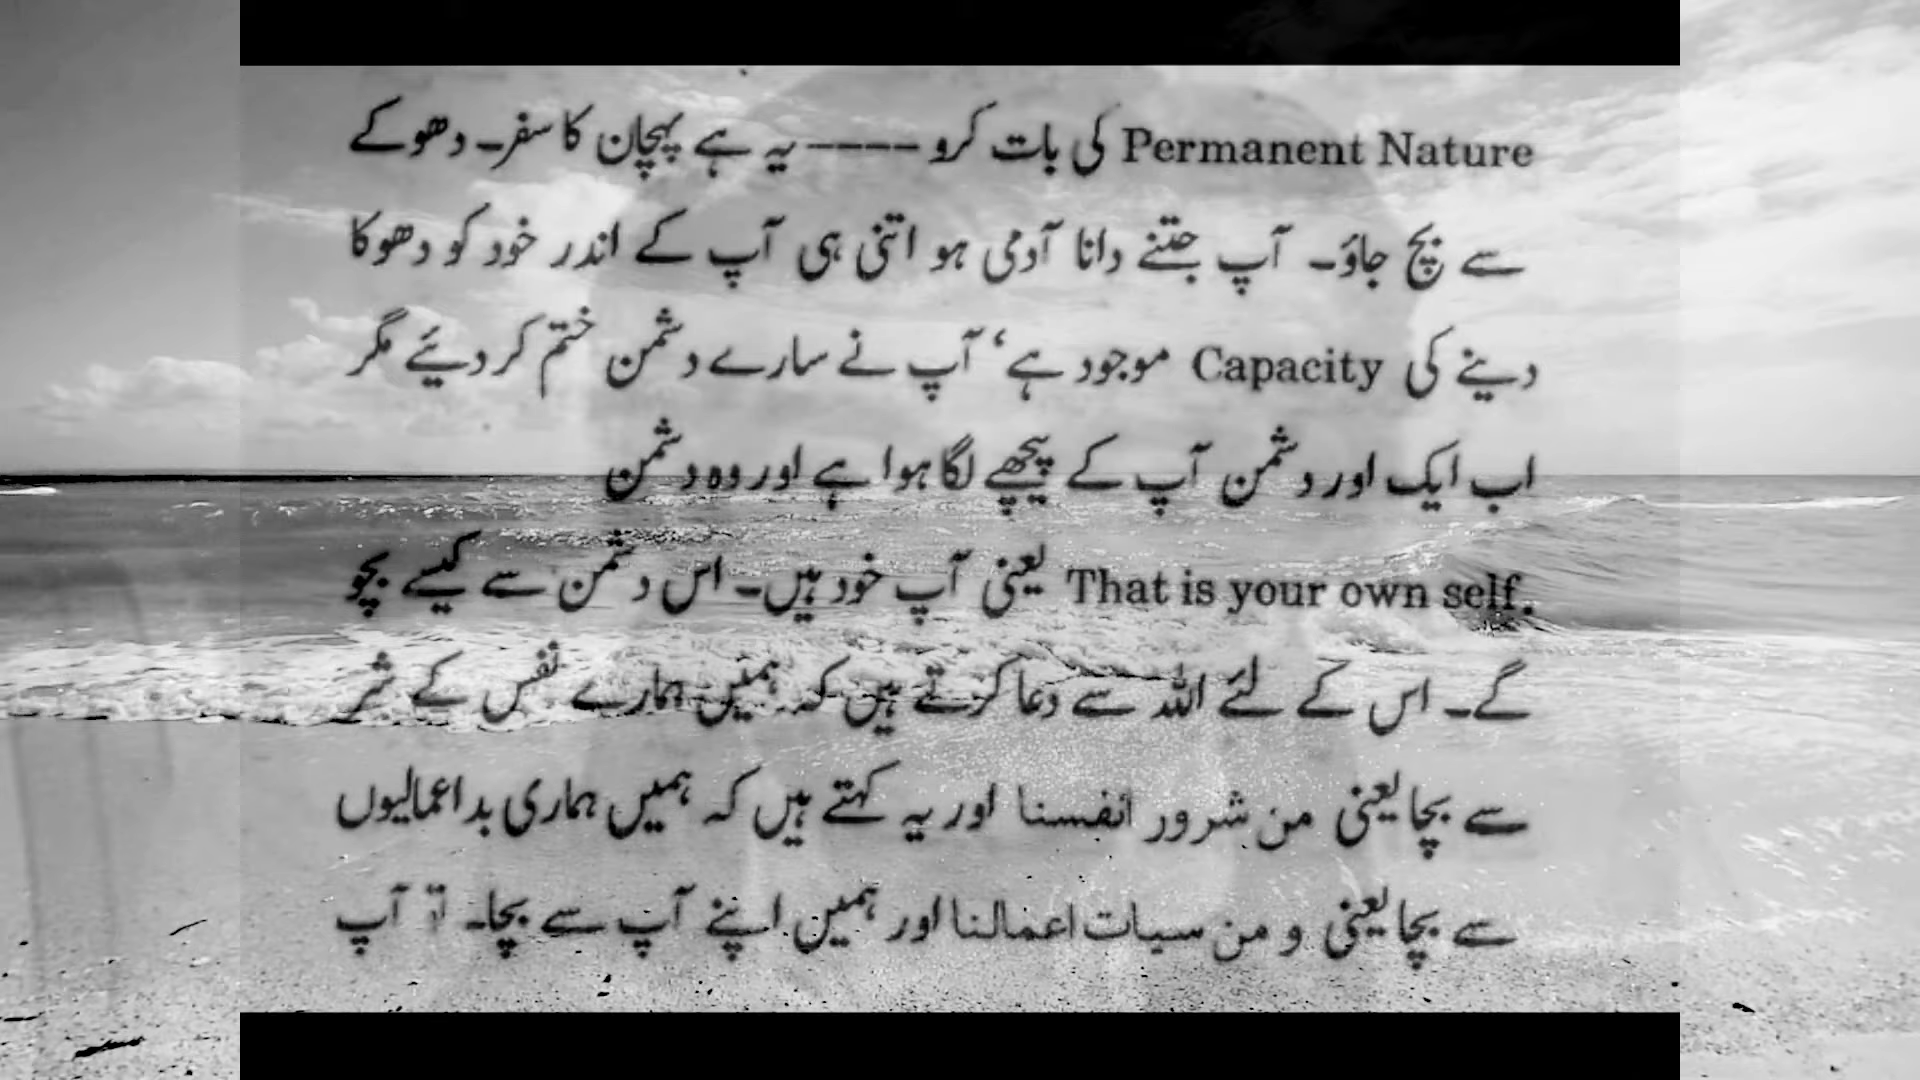 Permanent Nature کی بات کرو ---- یہ ہے پہچان کا سفر۔ دھوکے
سے بچ جاؤ۔ آپ جتنے دانا آدمی ہو اتنی ہی آپ کے اندر خود کو دھوکا
دینے کی Capacity موجود ہے، آپ نے سارے دشمن ختم کر دیئے مگر
اب ایک اور دشمن آپ کے پیچھے لگا ہوا ہے اور وہ دشمن
That is your own self. یعنی آپ خود ہیں۔ اس دشمن سے کیسے بچو
گے۔ اس کے لئے اللہ سے دعا کرتے ہیں کہ ہمیں ہمارے نفس کے شر
سے بچا یعنی من شرور انفسنا اور یہ کہتے ہیں کہ ہمیں ہماری بداعمالیوں
سے بچا یعنی و من سیات اعمالنا اور ہمیں اپنے آپ سے بچا۔ آپ